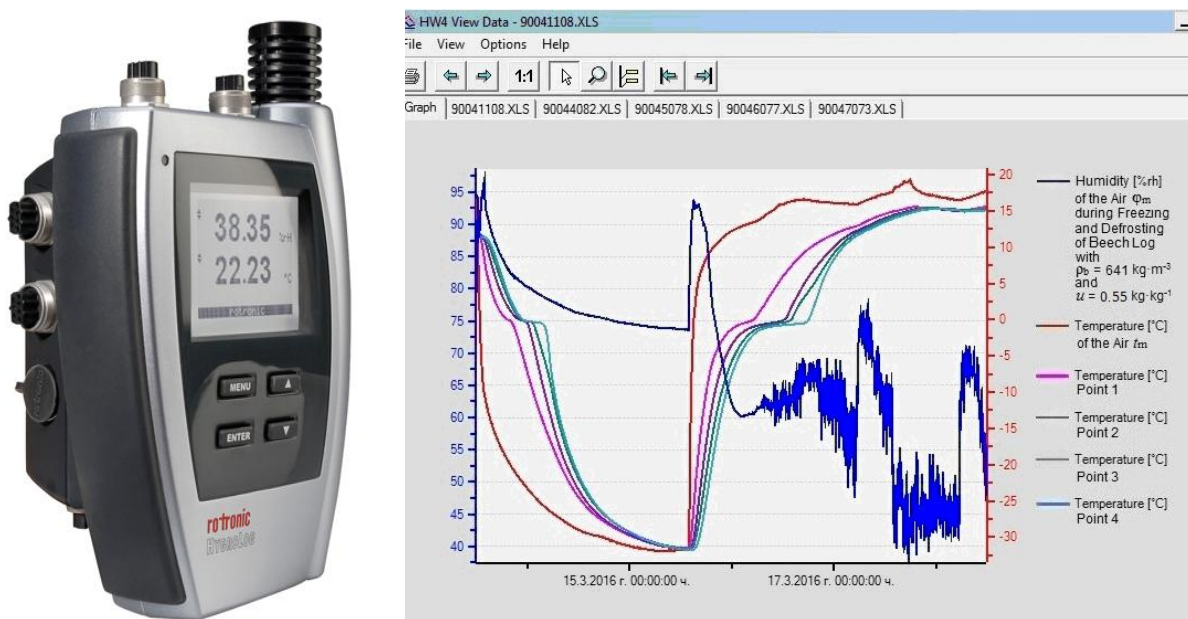 38.35 %rH
22.23 °C
rotronic
MENU
ENTER
rotronic
HYGROLOG
HW4 View Data - 90041108.XLS
File View Options Help
1:1
Graph 90041108.XLS 90044082.XLS 90045078.XLS 90046077.XLS 90047073.XLS
95
90
85
80
75
70
65
60
55
50
45
40
20
15
10
5
0
-5
-10
-15
-20
-25
-30
15.3.2016 г. 00:00:00 ч.
17.3.2016 г. 00:00:00 ч.
Humidity [%rh]
of the Air φm
during Freezing
and Defrosting
of Beech Log
with
ρb = 641 kg·m-3
and
u = 0.55 kg·kg-1
Temperature [°C]
of the Air tm
Temperature [°C]
Point 1
Temperature [°C]
Point 2
Temperature [°C]
Point 3
Temperature [°C]
Point 4